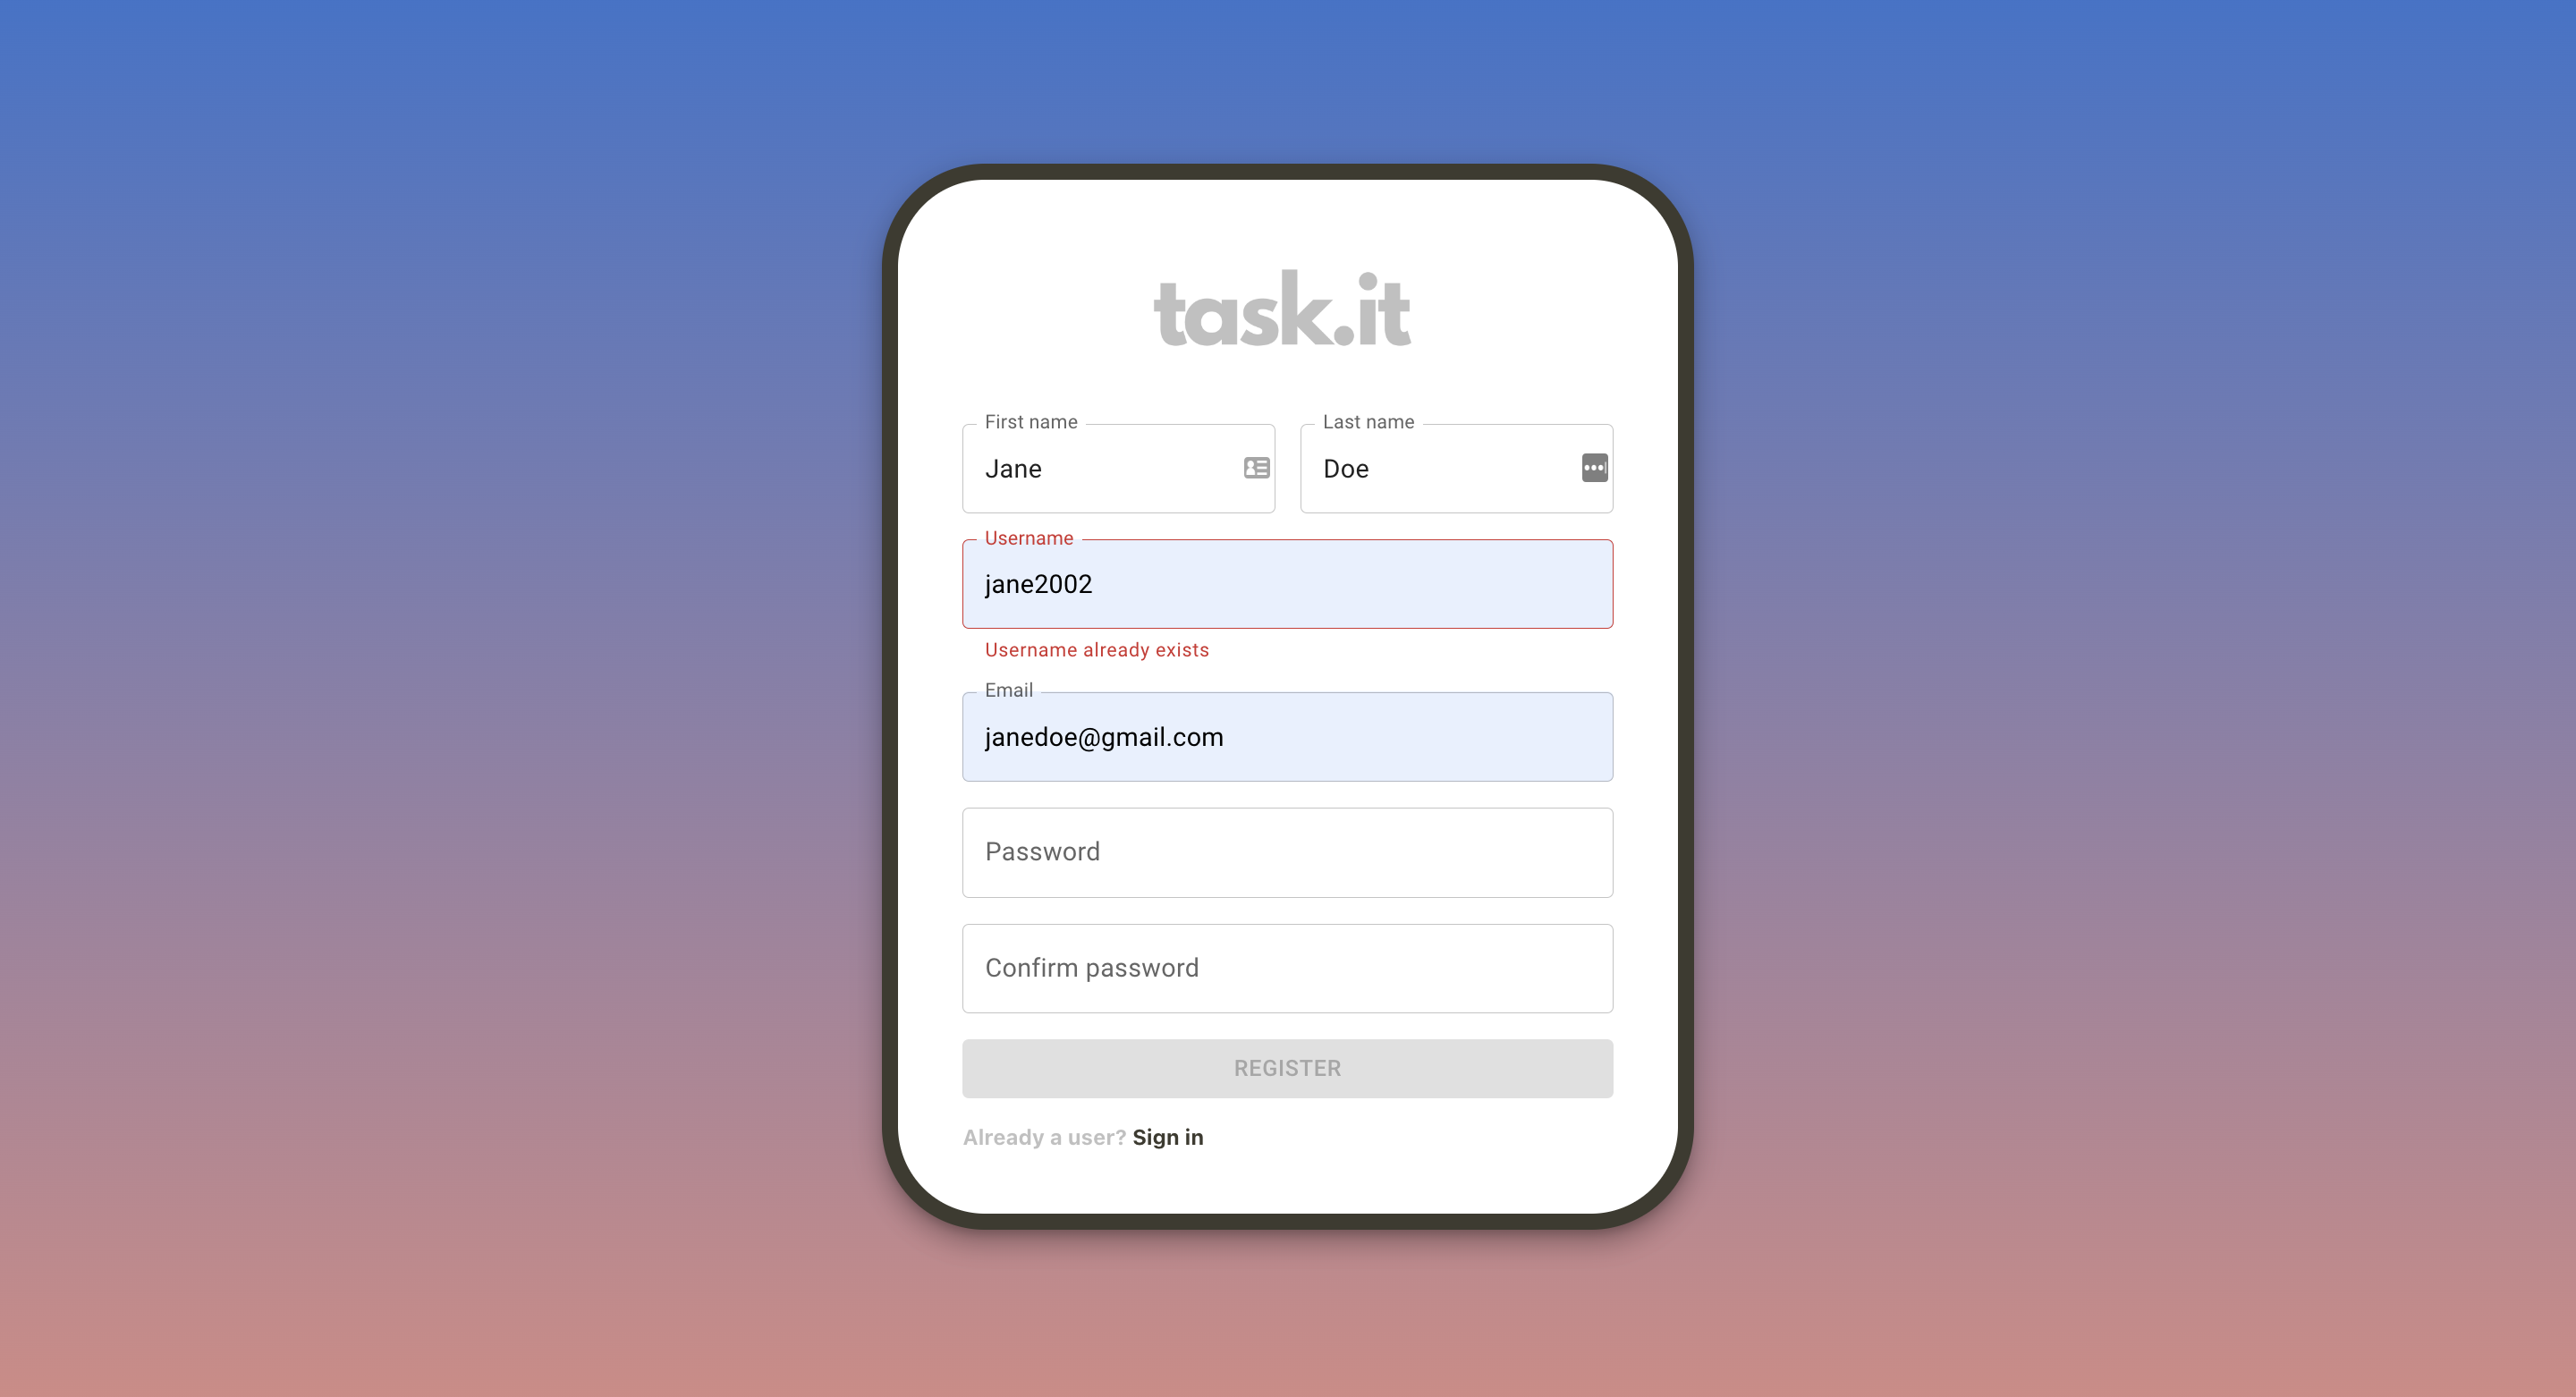 task.it
First name
Last name
Jane
Doe
Username
jane2002
Username already exists
Email
janedoe@gmail.com
Password
Confirm password
REGISTER
Already a user? Sign in